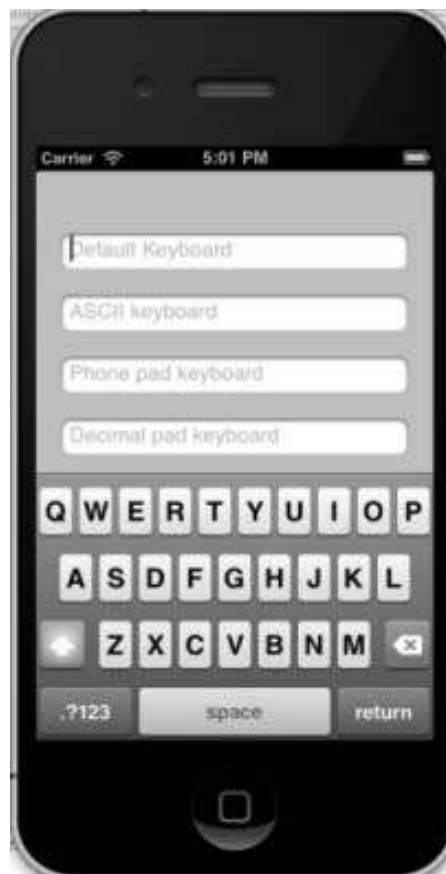 Carrier 5:01 PM
Default Keyboard
ASCII keyboard
Phone pad keyboard
Decimal pad keyboard
Q W E R T Y U I O P
A S D F G H J K L
Z X C V B N M
.?123 space return